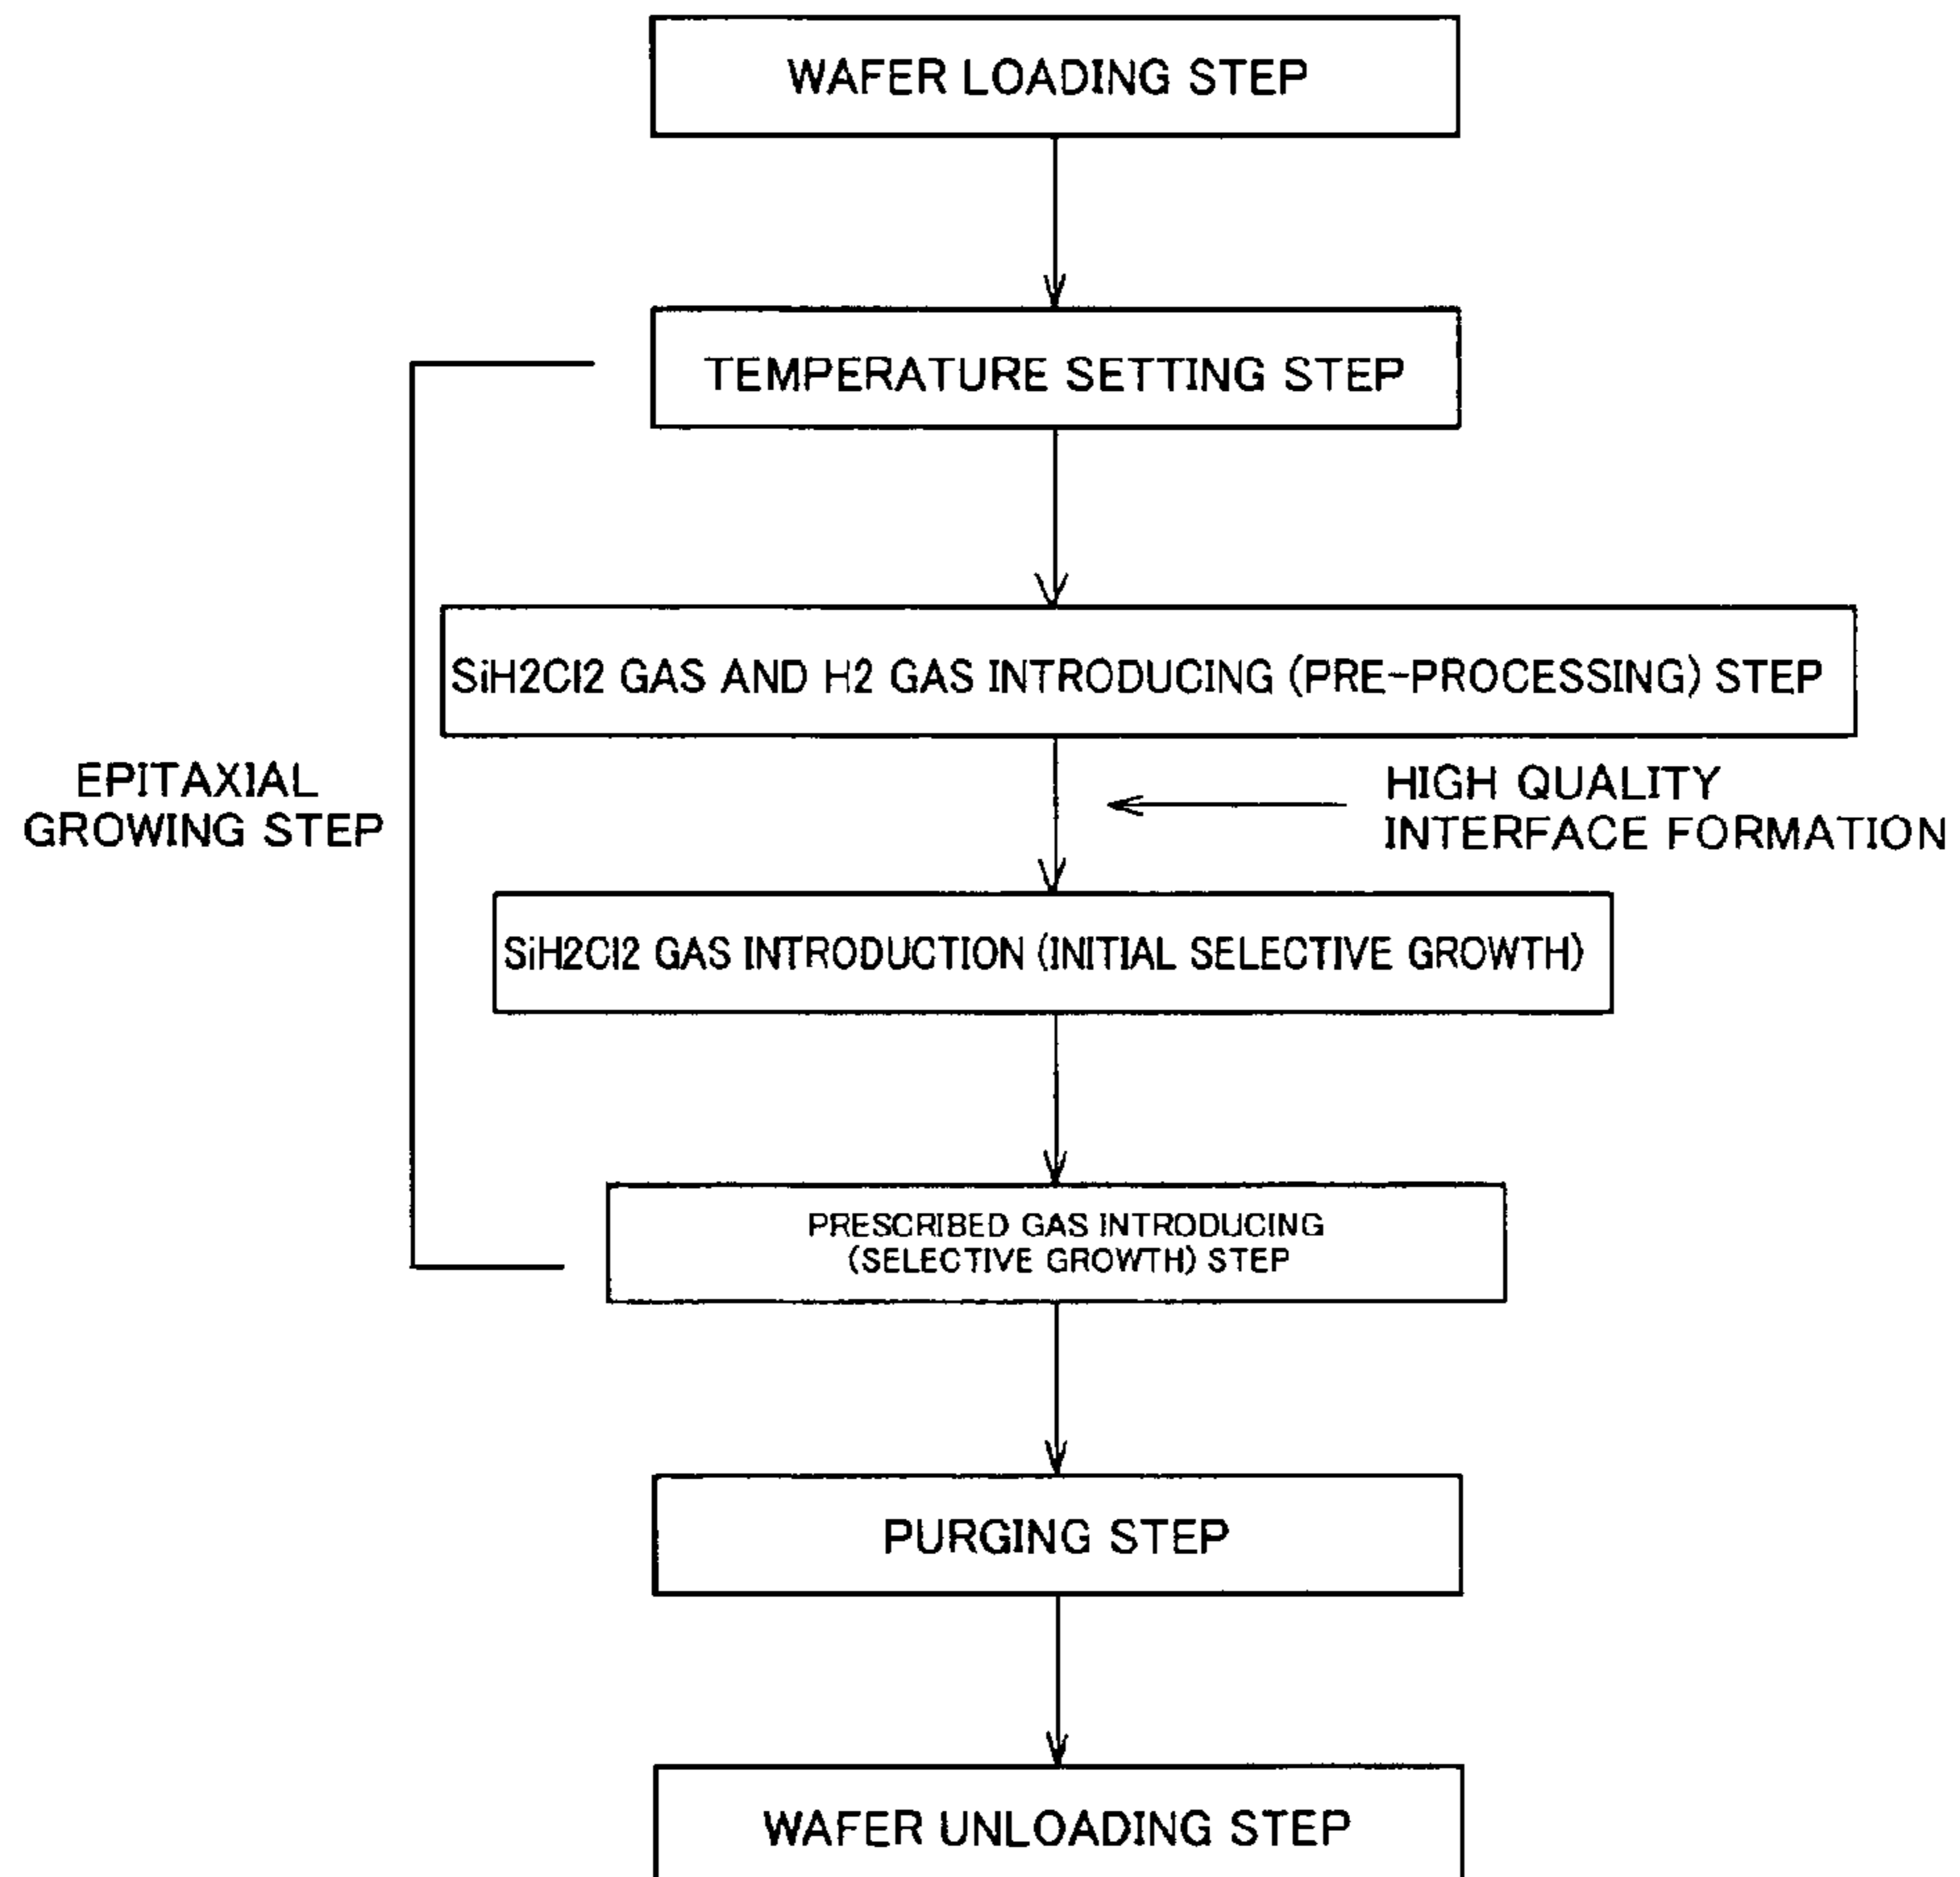 WAFER LOADING STEP
TEMPERATURE SETTING STEP
SiH2Cl2 GAS AND H2 GAS INTRODUCING (PRE-PROCESSING) STEP
EPITAXIAL
GROWING STEP
HIGH QUALITY
INTERFACE FORMATION
SiH2Cl2 GAS INTRODUCTION (INITIAL SELECTIVE GROWTH)
PRESCRIBED GAS INTRODUCING
(SELECTIVE GROWTH) STEP
PURGING STEP
WAFER UNLOADING STEP